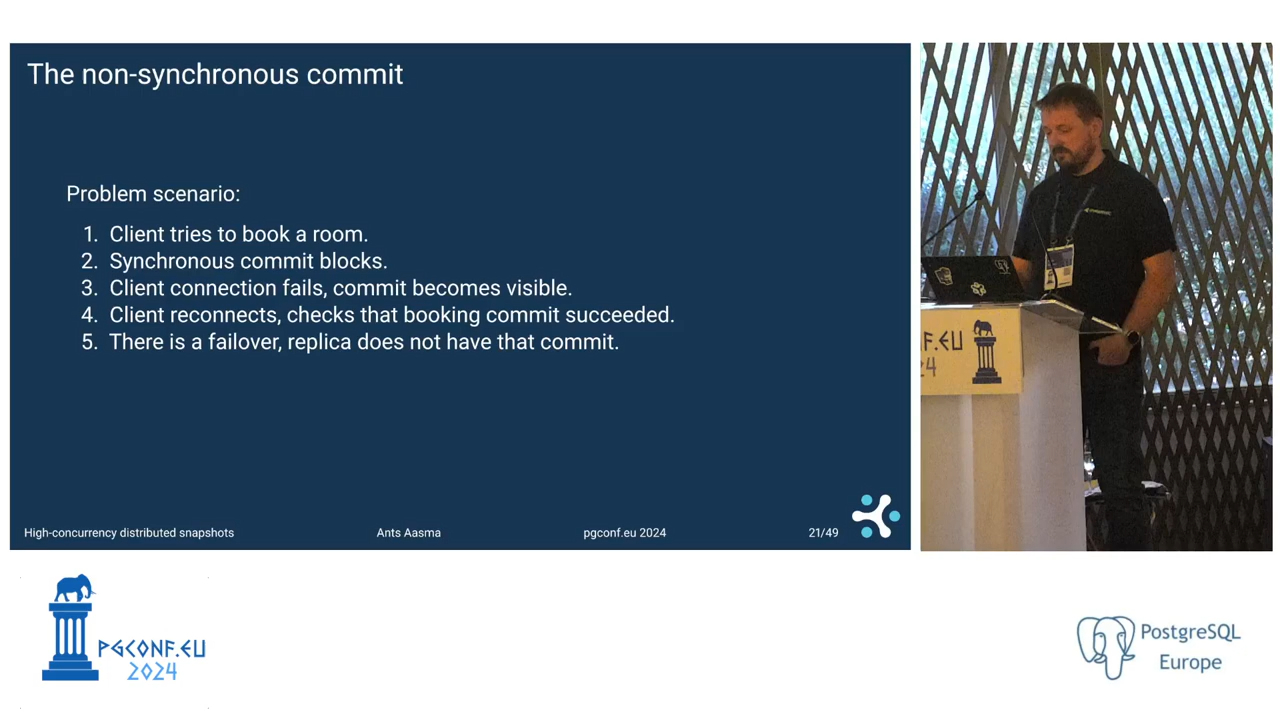 The non-synchronous commit
Problem scenario:
1. Client tries to book a room.
2. Synchronous commit blocks.
3. Client connection fails, commit becomes visible.
4. Client reconnects, checks that booking commit succeeded.
5. There is a failover, replica does not have that commit.
High-concurrency distributed snapshots
Ants Aasma
pgconf.eu 2024
21/49
NF.EU
24
PGCONF.EU
2024
PostgreSQL
Europe